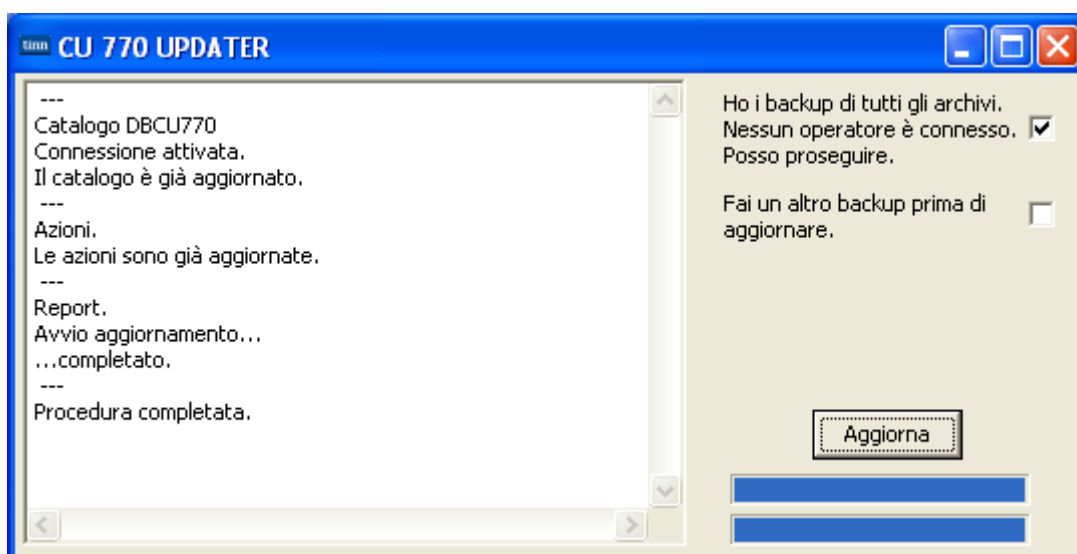 tinn CU 770 UPDATER
---
Catalogo DBCU770
Connessione attivata.
Il catalogo è già aggiornato.
---
Azioni.
Le azioni sono già aggiornate.
---
Report.
Avvio aggiornamento...
...completato.
---
Procedura completata.
Ho i backup di tutti gli archivi.
Nessun operatore è connesso.
Posso proseguire.
Fai un altro backup prima di
aggiornare.
Aggiorna